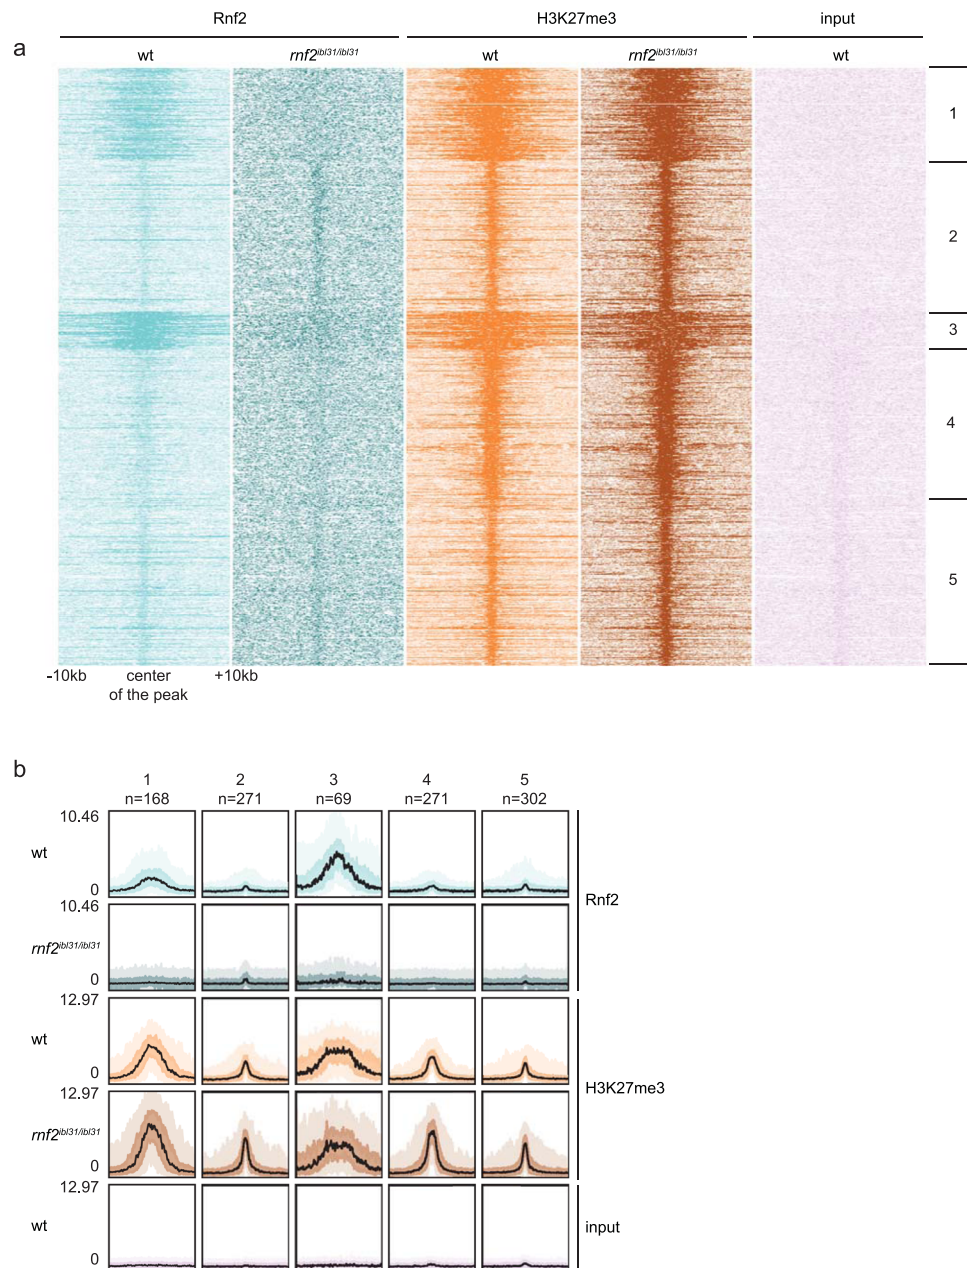 Rnf2 H3K27me3 input
a
wt rnf2ibl31/ibl31 wt rnf2ibl31/ibl31 wt
1
2
3
4
5
-10kb center +10kb
of the peak
b
1 2 3 4 5
n=168 n=271 n=69 n=271 n=302
10.46
wt
0
Rnf2
10.46
rnf2ibl31/ibl31
0
12.97
wt
0
H3K27me3
12.97
rnf2ibl31/ibl31
0
12.97
wt
input
0